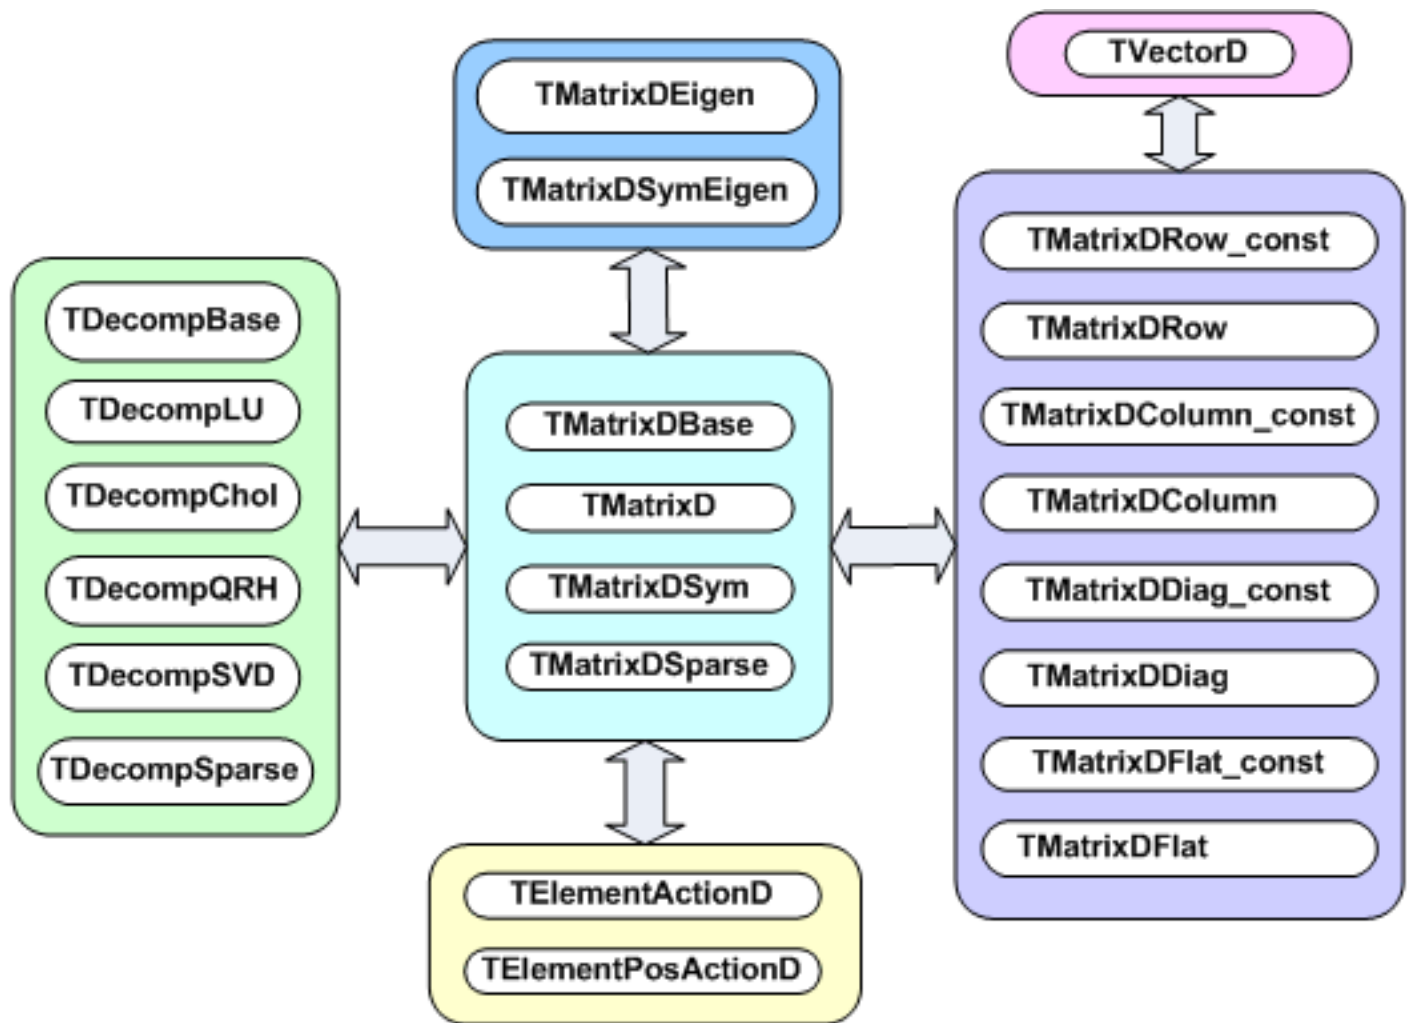 TVectorD
TMatrixDEigen
TMatrixDSymEigen
TDecompBase
TDecompLU
TDecompChol
TDecompQRH
TDecompSVD
TDecompSparse
TMatrixDBase
TMatrixD
TMatrixDSym
TMatrixDSparse
TMatrixDRow_const
TMatrixDRow
TMatrixDColumn_const
TMatrixDColumn
TMatrixDDiag_const
TMatrixDDiag
TMatrixDFlat_const
TMatrixDFlat
TElementActionD
TElementPosActionD